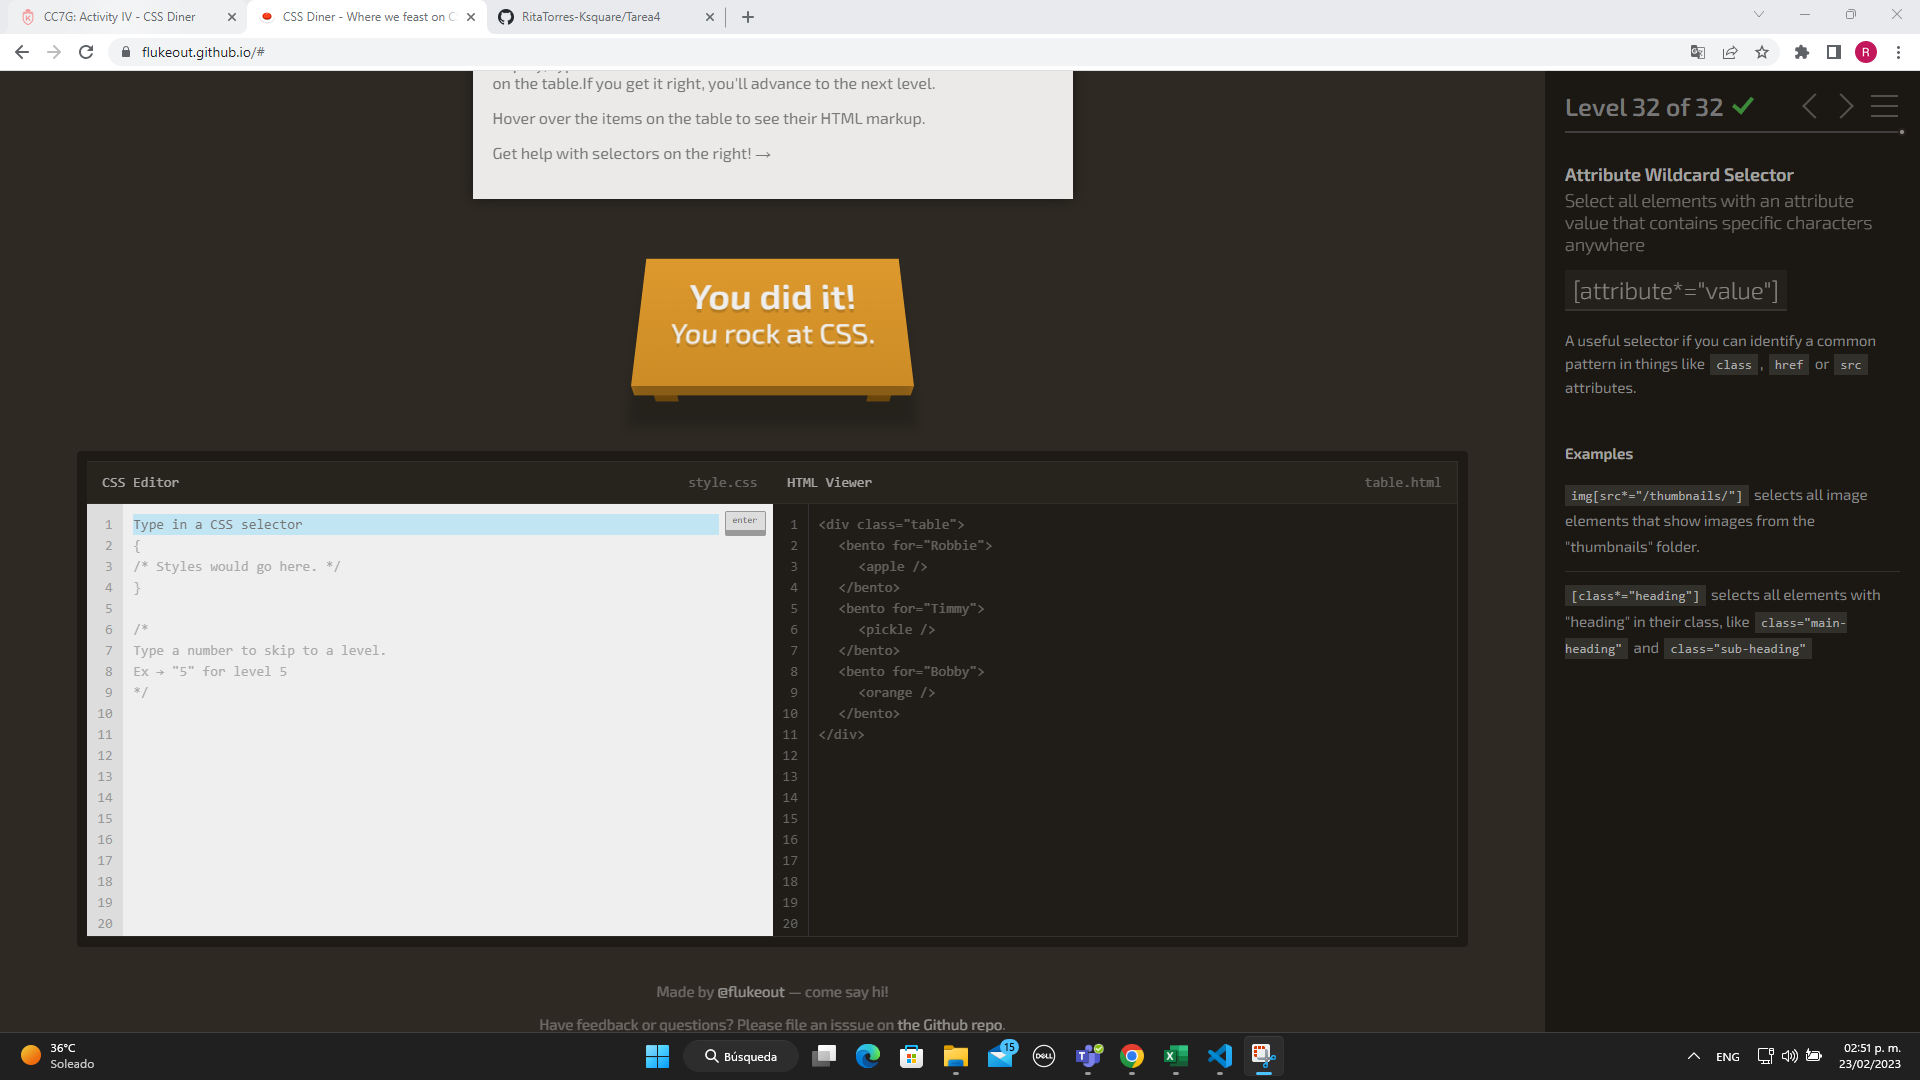 CC7G: Activity IV - CSS Diner
CSS Diner - Where we feast on C
RitaTorres-Ksquare/Tarea4
flukeout.github.io/#
R
on the table.If you get it right, you'll advance to the next level.
Hover over the items on the table to see their HTML markup.
Get help with selectors on the right! →
You did it!
You rock at CSS.
CSS Editor
style.css
HTML Viewer
table.html
1 Type in a CSS selector
enter
2 {
3 /* Styles would go here. */
4 }
5
6 /*
7 Type a number to skip to a level.
8 Ex → "5" for level 5
9 */
10
11
12
13
14
15
16
17
18
19
20
1 <div class="table">
2 <bento for="Robbie">
3 <apple />
4 </bento>
5 <bento for="Timmy">
6 <pickle />
7 </bento>
8 <bento for="Bobby">
9 <orange />
10 </bento>
11 </div>
12
13
14
15
16
17
18
19
20
Made by @flukeout — come say hi!
Have feedback or questions? Please file an isssue on the Github repo.
Level 32 of 32
Attribute Wildcard Selector
Select all elements with an attribute
value that contains specific characters
anywhere
[attribute*="value"]
A useful selector if you can identify a common
pattern in things like class , href or src
attributes.
Examples
img[src*="/thumbnails/"] selects all image
elements that show images from the
"thumbnails" folder.
[class*="heading"] selects all elements with
"heading" in their class, like class="main-
heading" and class="sub-heading"
36°C
Soleado
Búsqueda
15
DELL
ENG
02:51 p. m.
23/02/2023